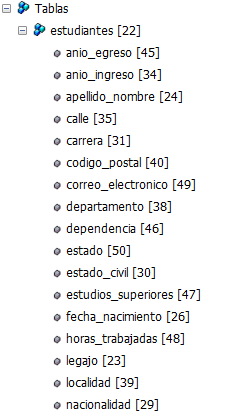 Tablas
estudiantes [22]
anio_egreso [45]
anio_ingreso [34]
apellido_nombre [24]
calle [35]
carrera [31]
codigo_postal [40]
correo_electronico [49]
departamento [38]
dependencia [46]
estado [50]
estado_civil [30]
estudios_superiores [47]
fecha_nacimiento [26]
horas_trabajadas [48]
legajo [23]
localidad [39]
nacionalidad [29]